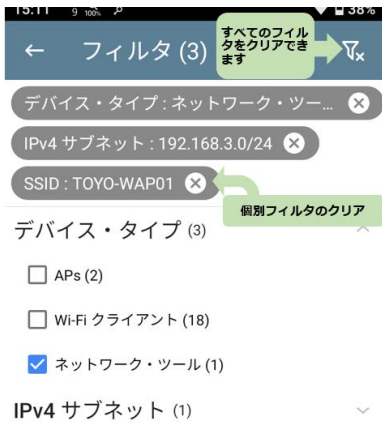 15:11 9 100% 38%
← フィルタ (3)
すべてのフィル
タをクリアでき
ます
デバイス・タイプ : ネットワーク・ツー...
IPv4 サブネット : 192.168.3.0/24
SSID : TOYO-WAP01
個別フィルタのクリア
デバイス・タイプ (3)
APs (2)
Wi-Fi クライアント (18)
ネットワーク・ツール (1)
IPv4 サブネット (1)